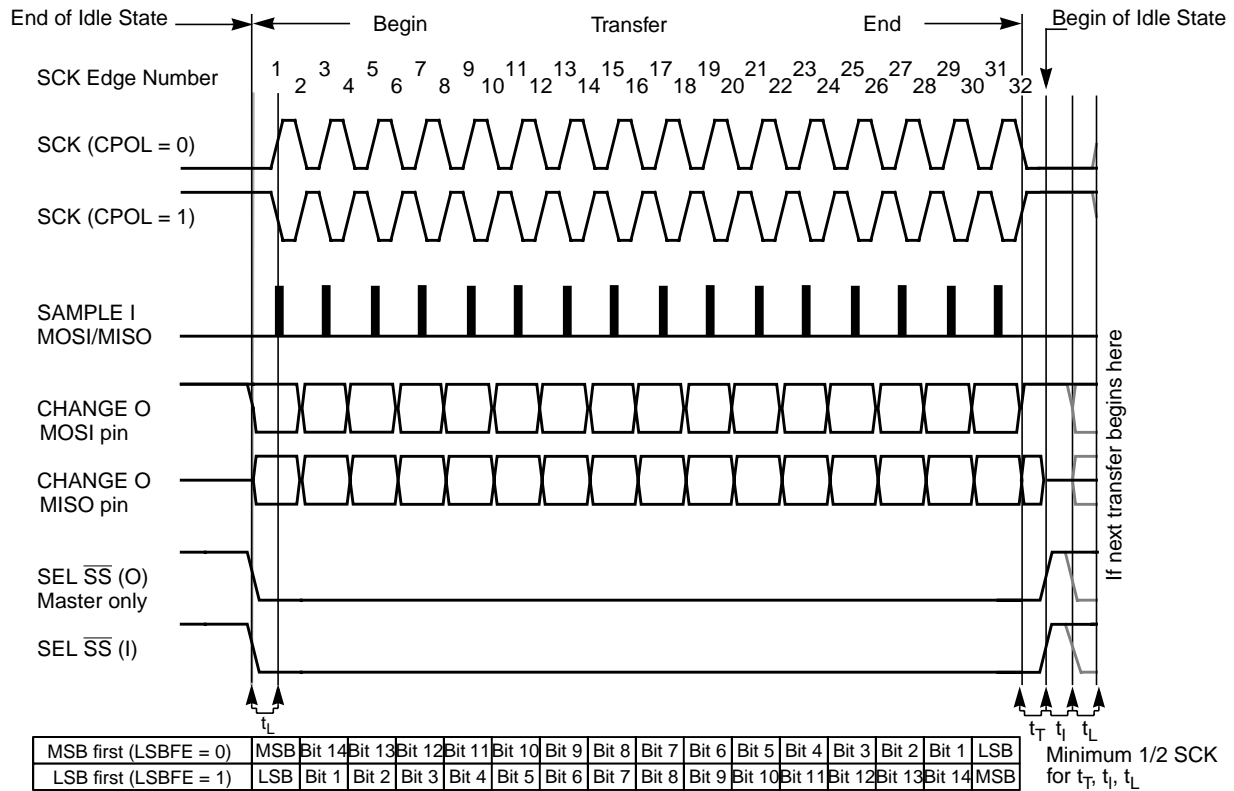 End of Idle State
Begin
Transfer
End
Begin of Idle State
SCK Edge Number
1 2 3 4 5 6 7 8 9 10 11 12 13 14 15 16 17 18 19 20 21 22 23 24 25 26 27 28 29 30 31 32
SCK (CPOL = 0)
SCK (CPOL = 1)
SAMPLE I
MOSI/MISO
CHANGE O
MOSI pin
CHANGE O
MISO pin
SEL SS (O)
Master only
SEL SS (I)
If next transfer begins here
tL
tT tI tL
MSB first (LSBFE = 0) MSB Bit 14 Bit 13 Bit 12 Bit 11 Bit 10 Bit 9 Bit 8 Bit 7 Bit 6 Bit 5 Bit 4 Bit 3 Bit 2 Bit 1 LSB
LSB first (LSBFE = 1) LSB Bit 1 Bit 2 Bit 3 Bit 4 Bit 5 Bit 6 Bit 7 Bit 8 Bit 9 Bit 10 Bit 11 Bit 12 Bit 13 Bit 14 MSB
Minimum 1/2 SCK
for tT, tI, tL